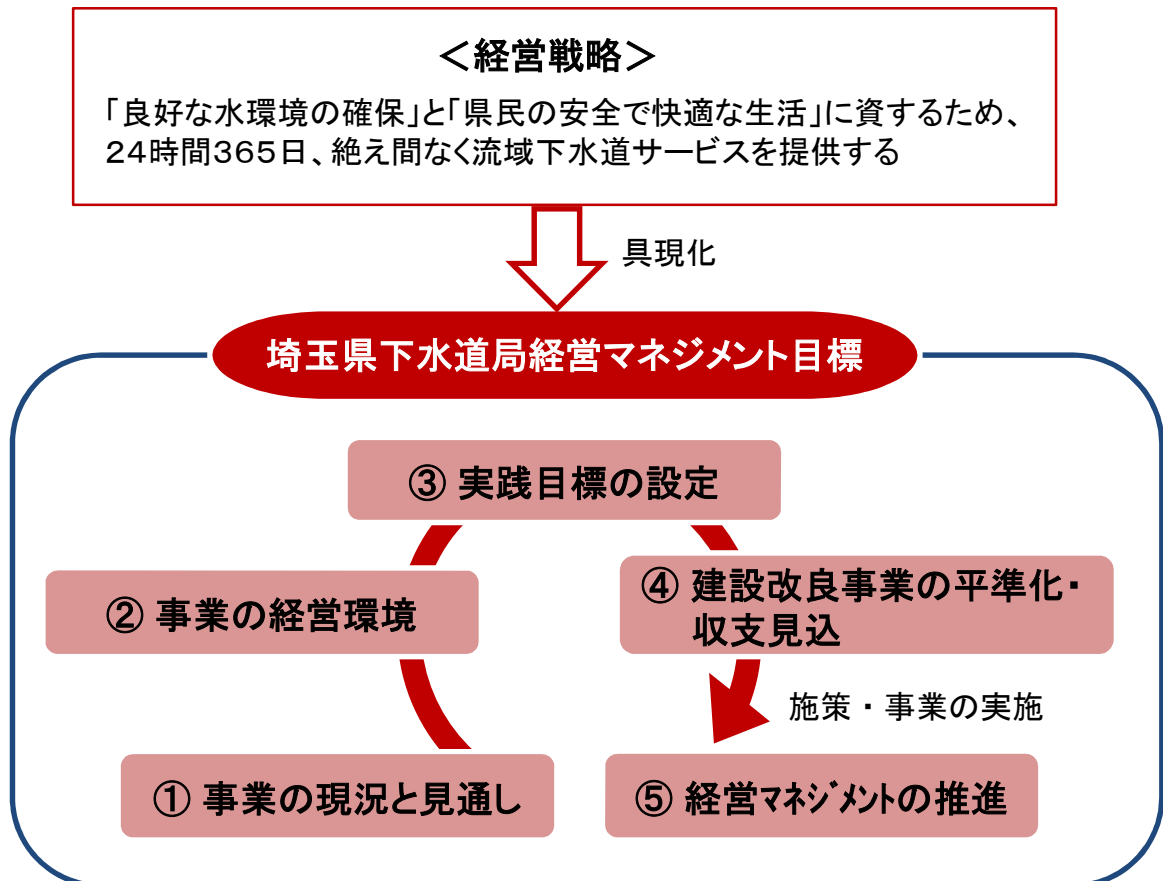 ＜経営戦略＞
「良好な水環境の確保」と「県民の安全で快適な生活」に資するため、
２４時間３６５日、絶え間なく流域下水道サービスを提供する
具現化
埼玉県下水道局経営マネジメント目標
③ 実践目標の設定
② 事業の経営環境
④ 建設改良事業の平準化・
収支見込
施策・事業の実施
① 事業の現況と見通し
⑤ 経営ﾏﾈｼﾞﾒﾝﾄの推進